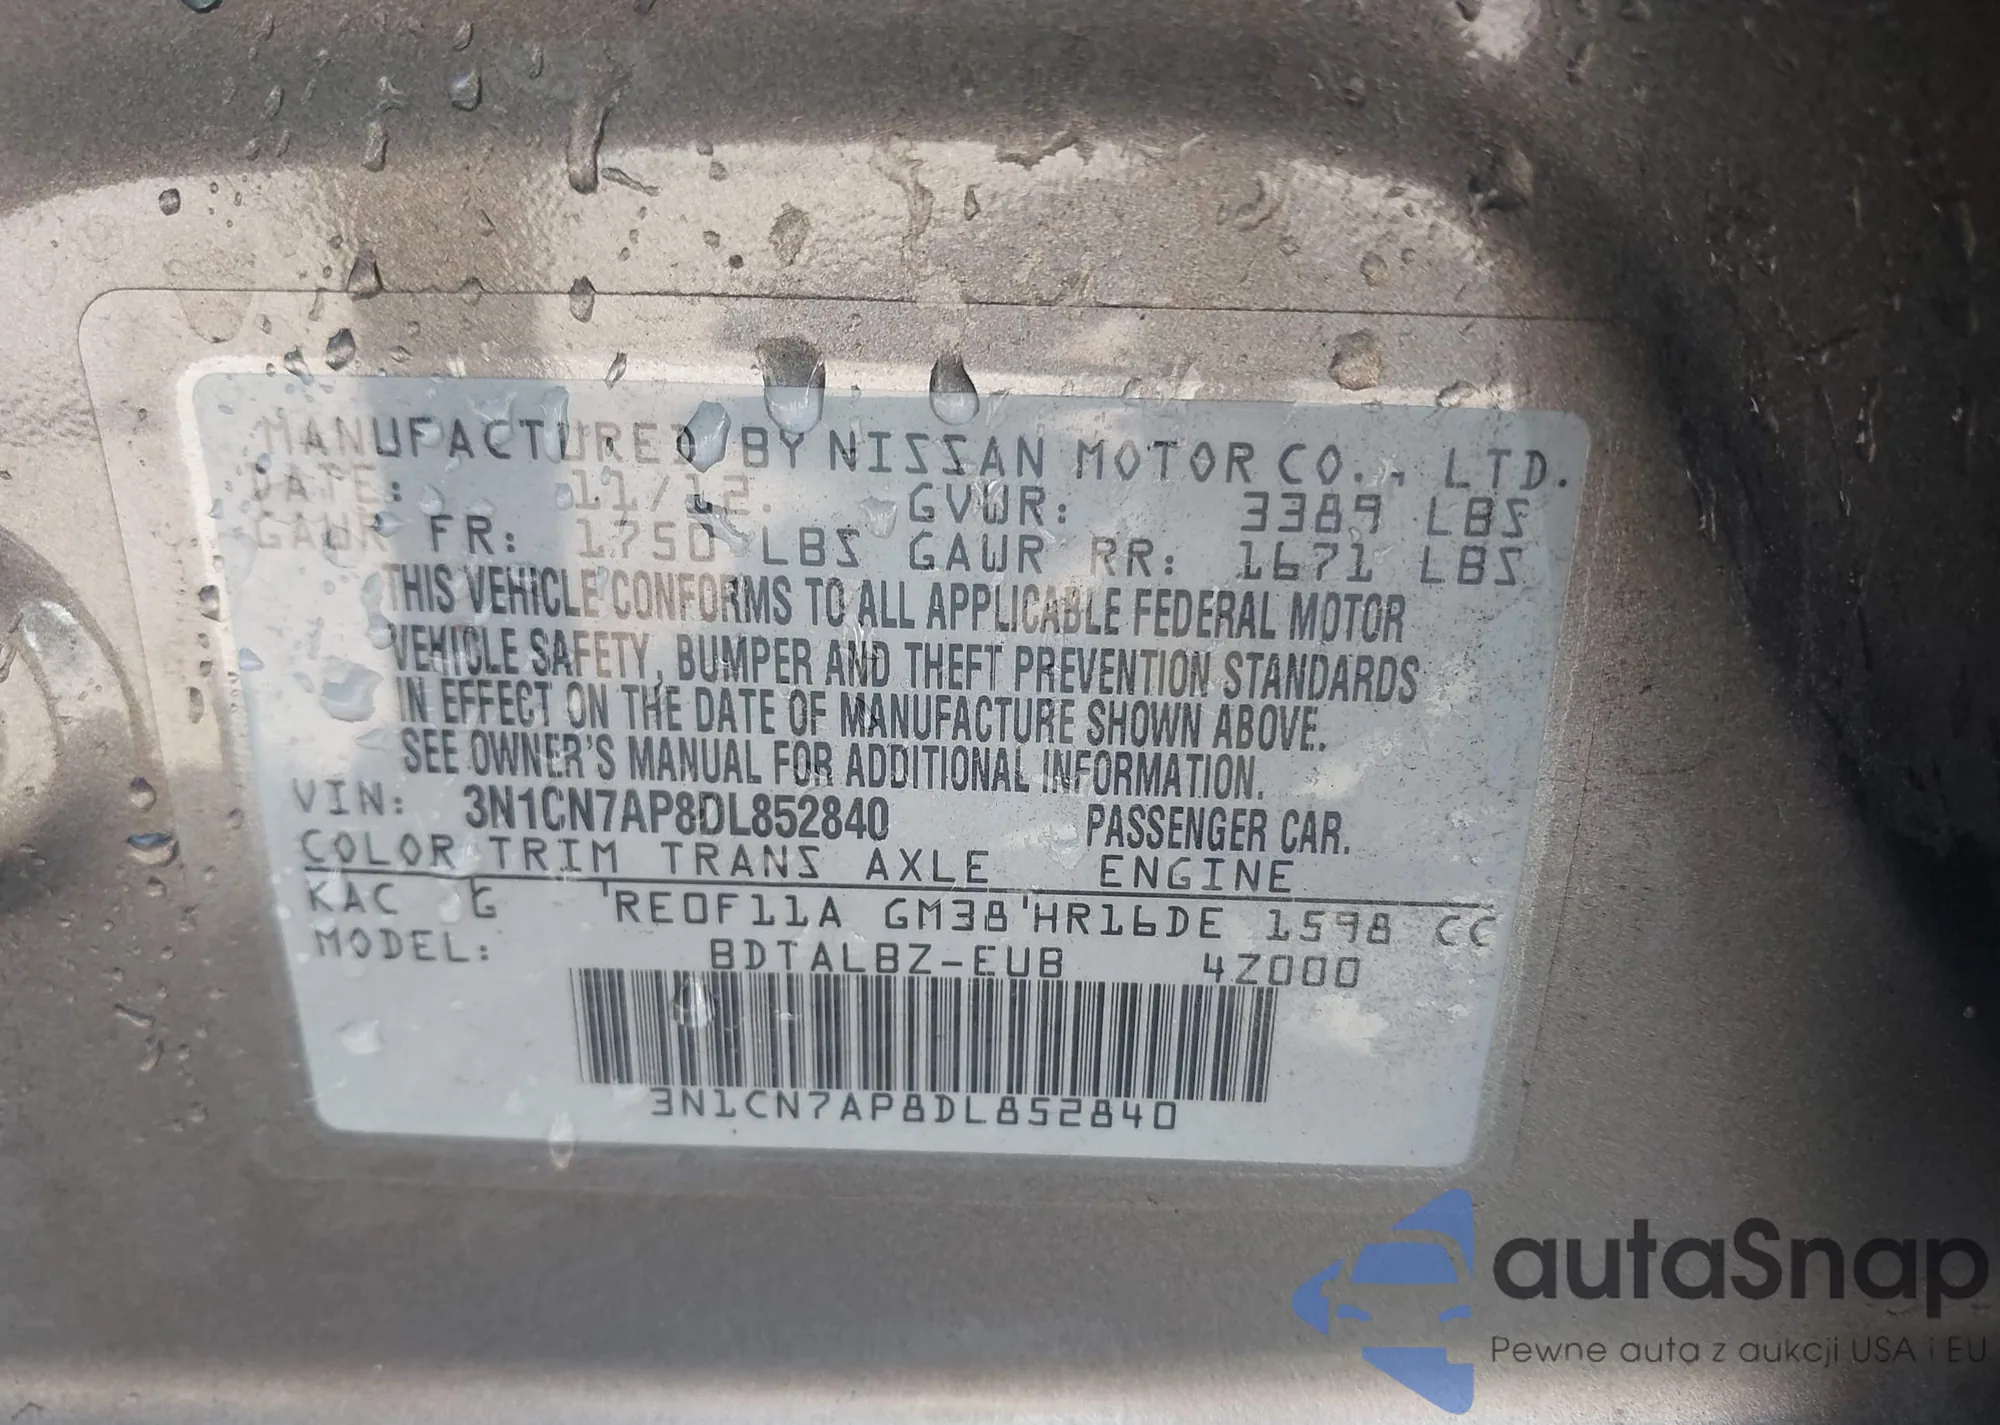 MANUFACTURED BY NISSAN MOTOR CO., LTD.
DATE: 11/12. GVWR: 3389 LBS
GAWR FR: 1750 LBS GAWR RR: 1671 LBS
THIS VEHICLE CONFORMS TO ALL APPLICABLE FEDERAL MOTOR
VEHICLE SAFETY, BUMPER AND THEFT PREVENTION STANDARDS
IN EFFECT ON THE DATE OF MANUFACTURE SHOWN ABOVE.
SEE OWNER'S MANUAL FOR ADDITIONAL INFORMATION.
VIN: 3N1CN7AP8DL852840 PASSENGER CAR.
COLOR TRIM TRANS AXLE ENGINE
KAC G 'RE0F11A GM38'HR16DE 1598 CC
MODEL: BDTALBZ-EUB 4Z000
3N1CN7AP8DL852840
autaSnap
Pewne auta z aukcji USA i EU